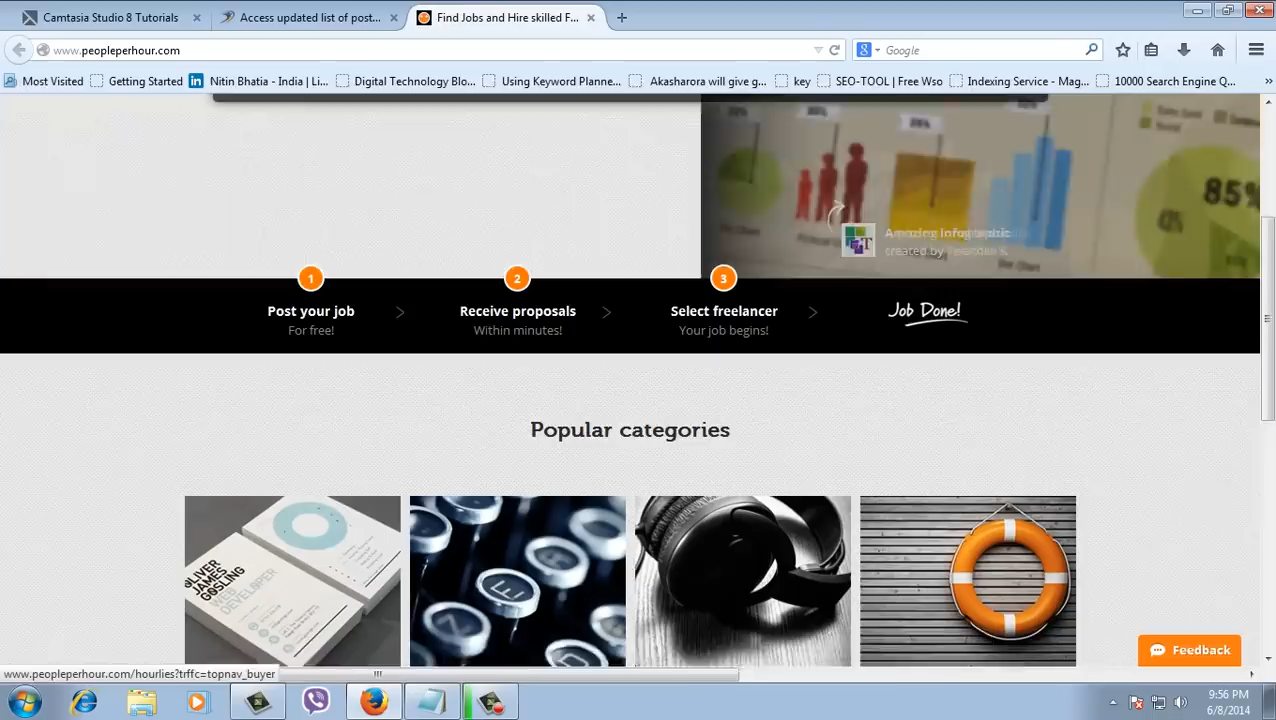 Camtasia Studio 8 Tutorials
Access updated list of post...
Find Jobs and Hire skilled F...
www.peopleperhour.com
Google
Most Visited
Getting Started
Nitin Bhatia - India | Li...
Digital Technology Blo...
Using Keyword Planne...
Akasharora will give g...
key
SEO-TOOL | Free Wso
Indexing Service - Mag...
10000 Search Engine Q...
85%
1
2
3
Post your job
For free!
Receive proposals
Within minutes!
Select freelancer
Your job begins!
Job Done!
Popular categories
OLIVER
JAMES
GOSLING
WEB
DEVELOPER
E
Z
D
Feedback
www.peopleperhour.com/hourlies?trffc=topnav_buyer
9:56 PM
6/8/2014